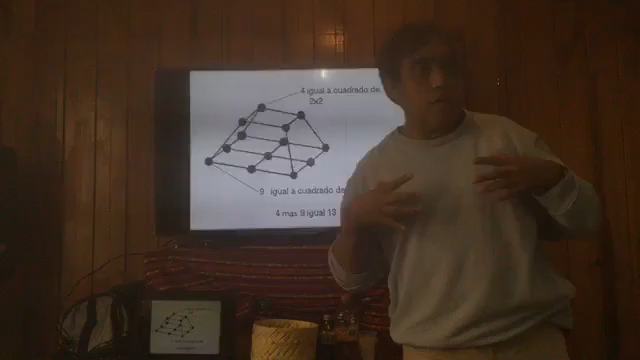 4 igual a cuadrado de
2x2
9 igual a cuadrado de
4 mas 9 igual 13